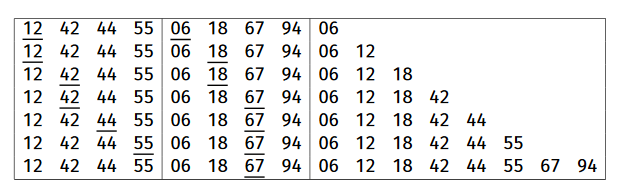 12 42 44 55 06 18 67 94 06
12 42 44 55 06 18 67 94 06 12
12 42 44 55 06 18 67 94 06 12 18
12 42 44 55 06 18 67 94 06 12 18 42
12 42 44 55 06 18 67 94 06 12 18 42 44
12 42 44 55 06 18 67 94 06 12 18 42 44 55
12 42 44 55 06 18 67 94 06 12 18 42 44 55 67 94